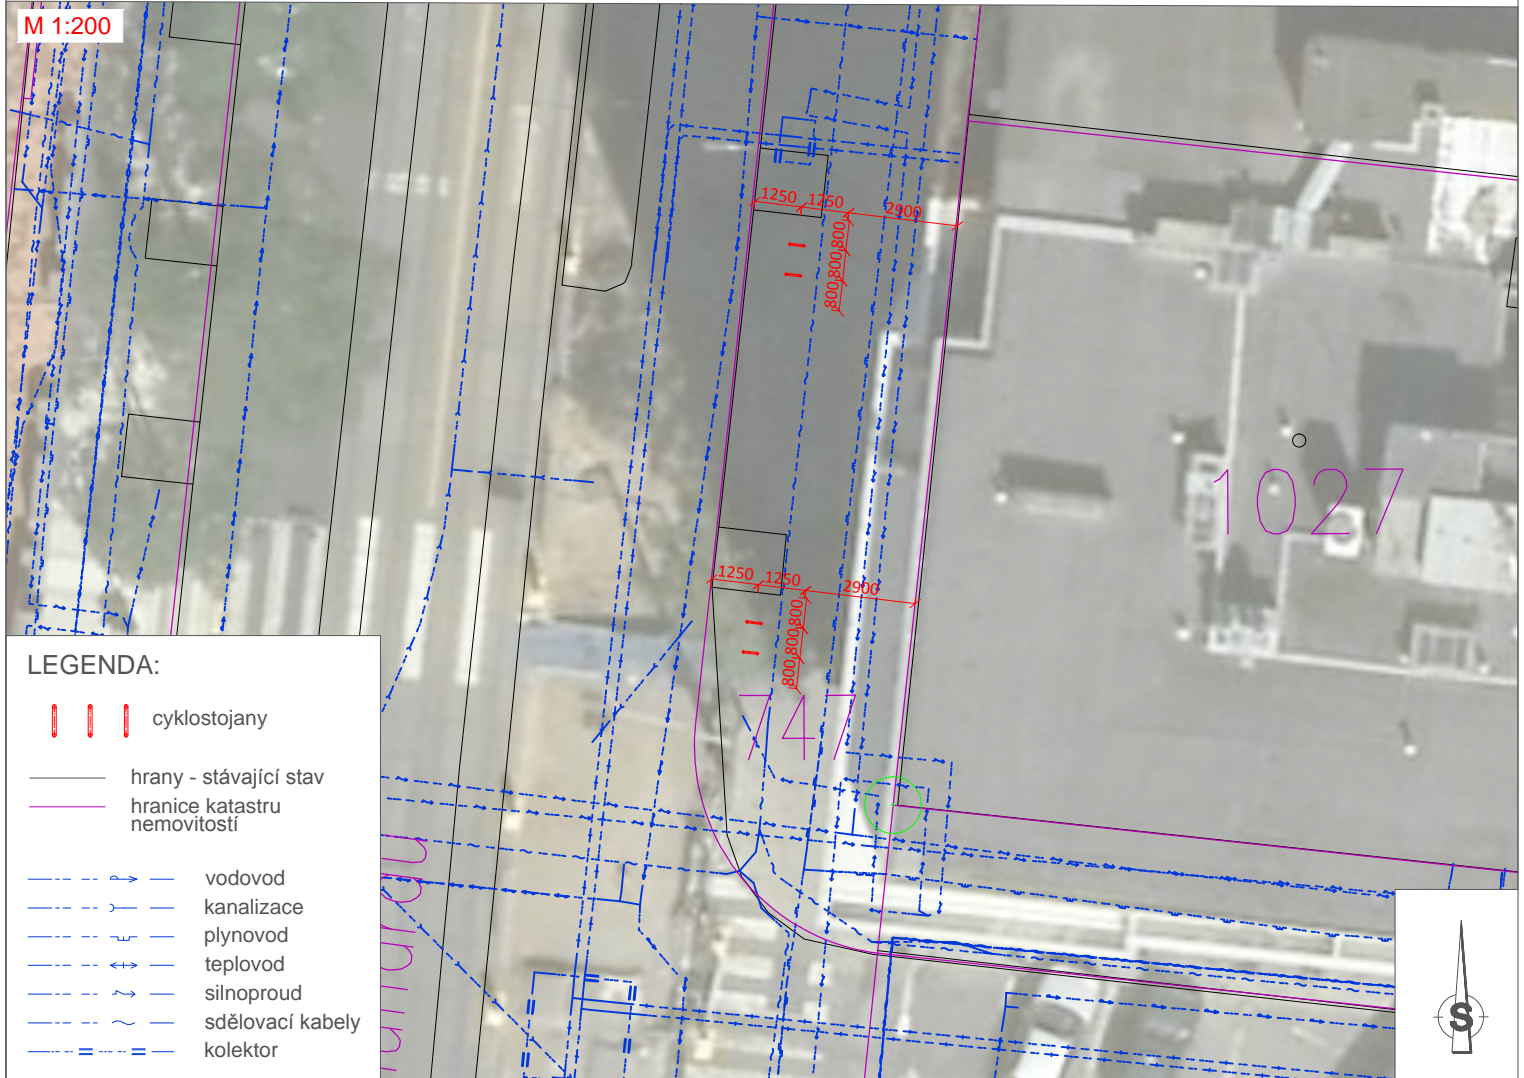 M 1:200
1250 1250 2900
800
800
800
1027
1250 1250 2900
800
800
800
747
LEGENDA:
cyklostojany
hrany - stávající stav
hranice katastru
nemovitostí
vodovod
kanalizace
plynovod
teplovod
silnoproud
sdělovací kabely
kolektor
S